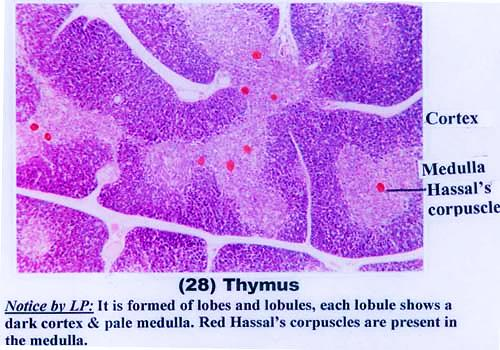 Cortex
Medulla
Hassal's
corpuscle
(28) Thymus
Notice by LP: It is formed of lobes and lobules, each lobule shows a
dark cortex & pale medulla. Red Hassal's corpuscles are present in
the medulla.